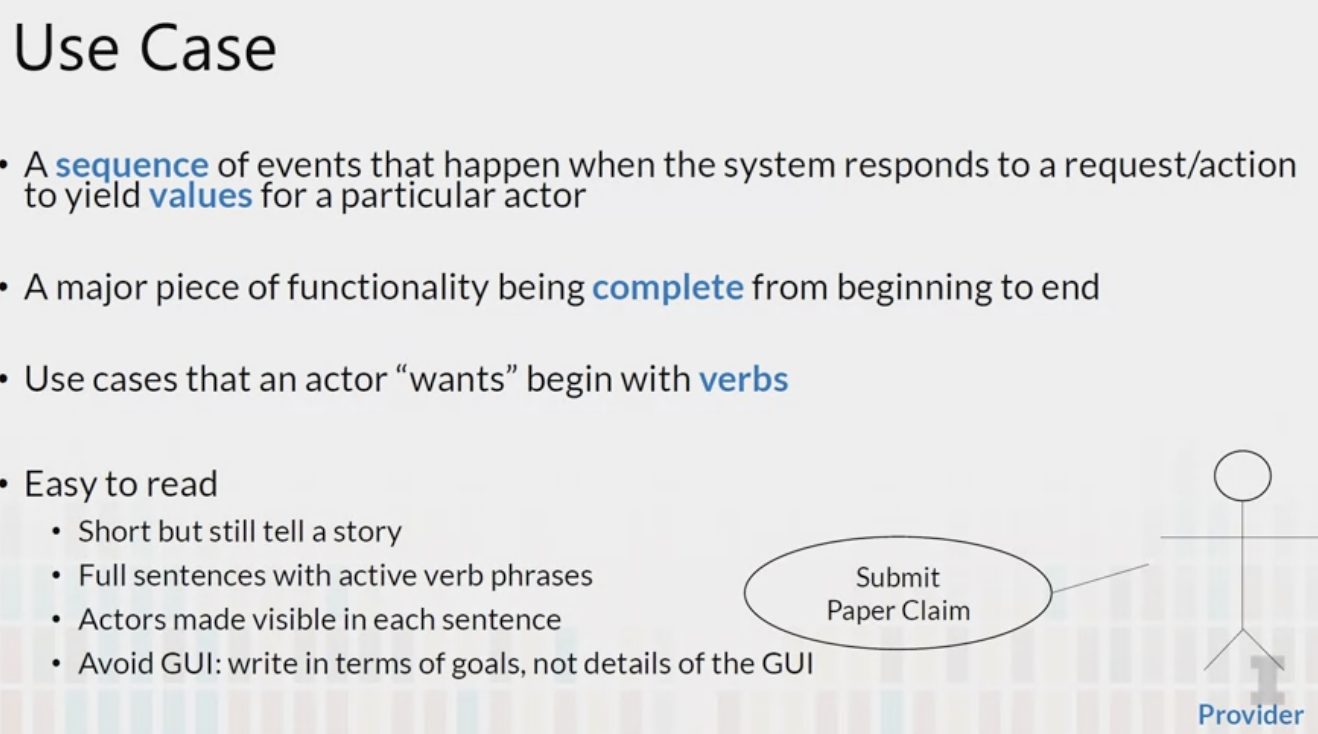 Use Case
• A sequence of events that happen when the system responds to a request/action
to yield values for a particular actor
• A major piece of functionality being complete from beginning to end
• Use cases that an actor “wants” begin with verbs
• Easy to read
• Short but still tell a story
• Full sentences with active verb phrases
• Actors made visible in each sentence
• Avoid GUI: write in terms of goals, not details of the GUI
Submit
Paper Claim
I
Provider